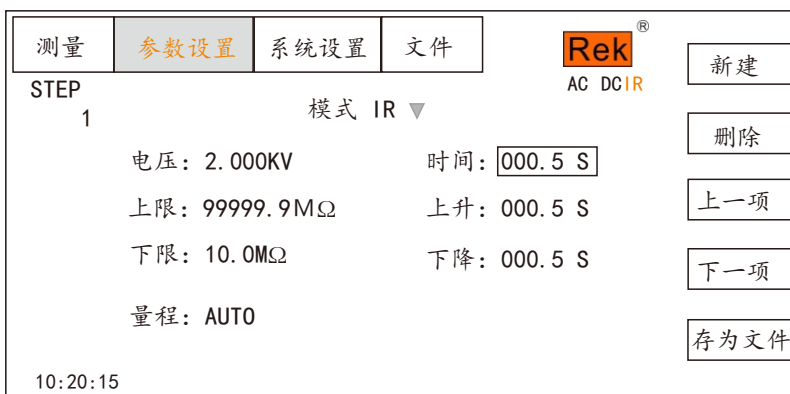 测量 参数设置 系统设置 文件 Rek®
AC DCIR
新建
STEP
1
模式 IR ▼
删除
电压: 2.000KV 时间: 000.5 S
上一项
上限: 99999.9MΩ 上升: 000.5 S
下限: 10.0MΩ 下降: 000.5 S
下一项
量程: AUTO
存为文件
10:20:15